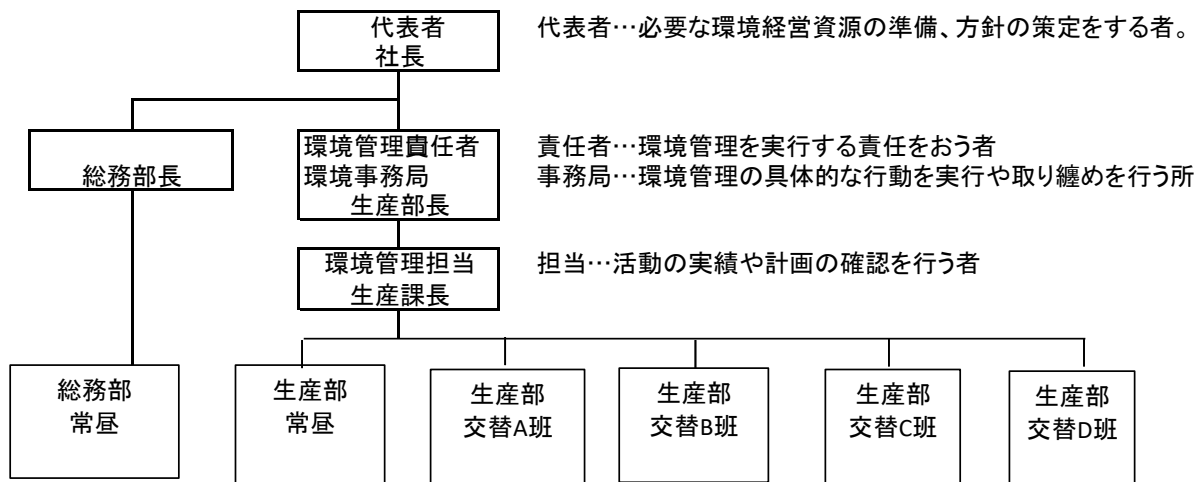 代表者
社長
代表者…必要な環境経営資源の準備、方針の策定をする者。
総務部長
環境管理責任者
環境事務局
生産部長
責任者…環境管理を実行する責任をおう者
事務局…環境管理の具体的な行動を実行や取り纏めを行う所
環境管理担当
生産課長
担当…活動の実績や計画の確認を行う者
総務部
常昼
生産部
常昼
生産部
交替A班
生産部
交替B班
生産部
交替C班
生産部
交替D班